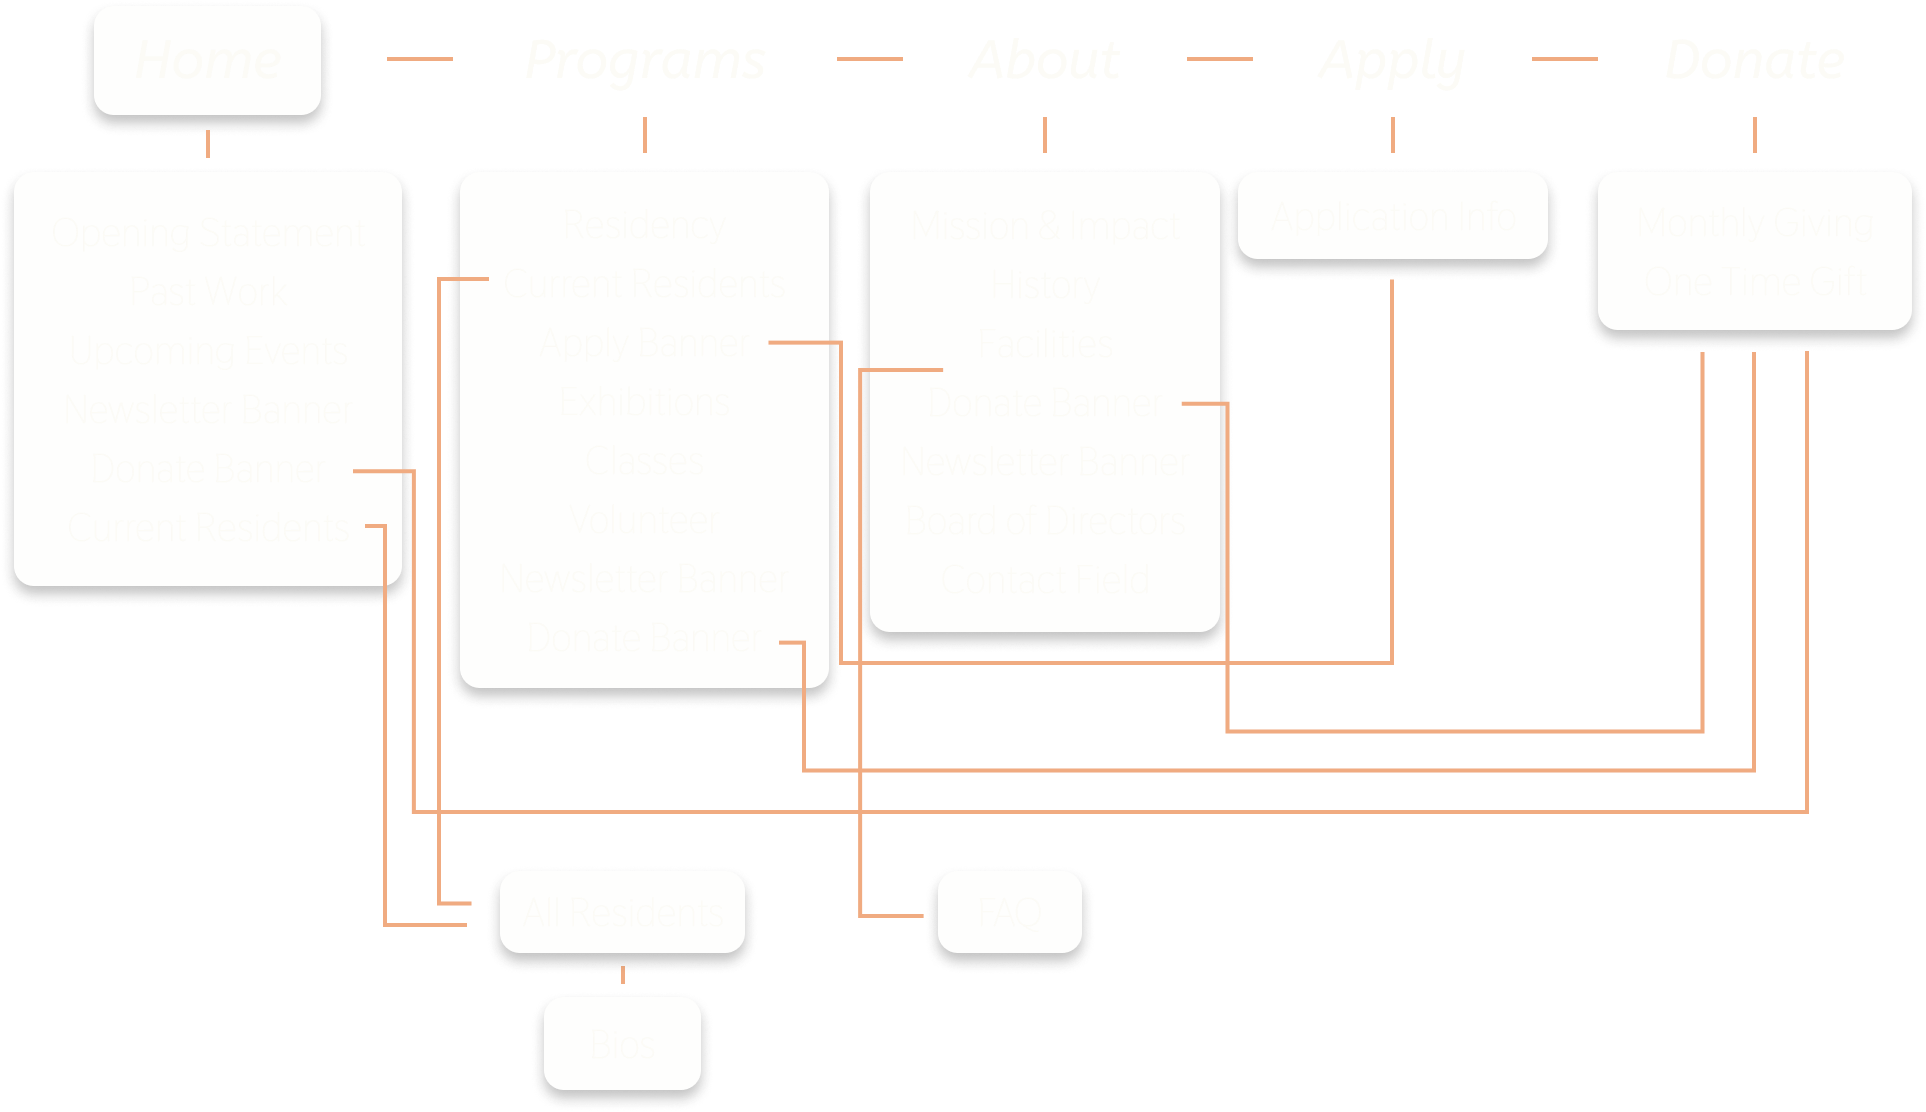 Home
Programs
About
Apply
Donate
Opening Statement
Past Work
Upcoming Events
Newsletter Banner
Donate Banner
Current Residents
Residency
Current Residents
Apply Banner
Exhibitions
Classes
Volunteer
Newsletter Banner
Donate Banner
Mission & Impact
History
Facilities
Donate Banner
Newsletter Banner
Board of Directors
Contact Field
Application Info
Monthly Giving
One Time Gift
All Residents
FAQ
Bios